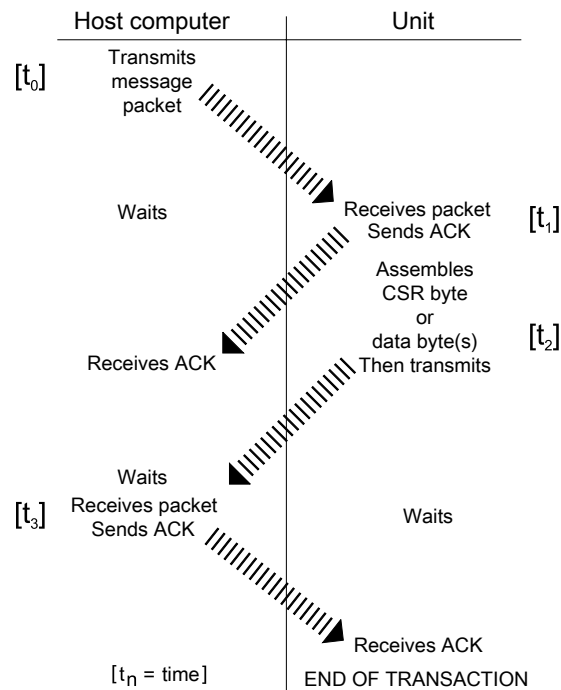 Host computer
Unit
[t₀]
Transmits
message
packet
Waits
Receives packet
Sends ACK
[t₁]
Assembles
CSR byte
or
data byte(s)
Then transmits
[t₂]
Receives ACK
Waits
Receives packet
Sends ACK
[t₃]
Waits
Receives ACK
[tn = time]
END OF TRANSACTION